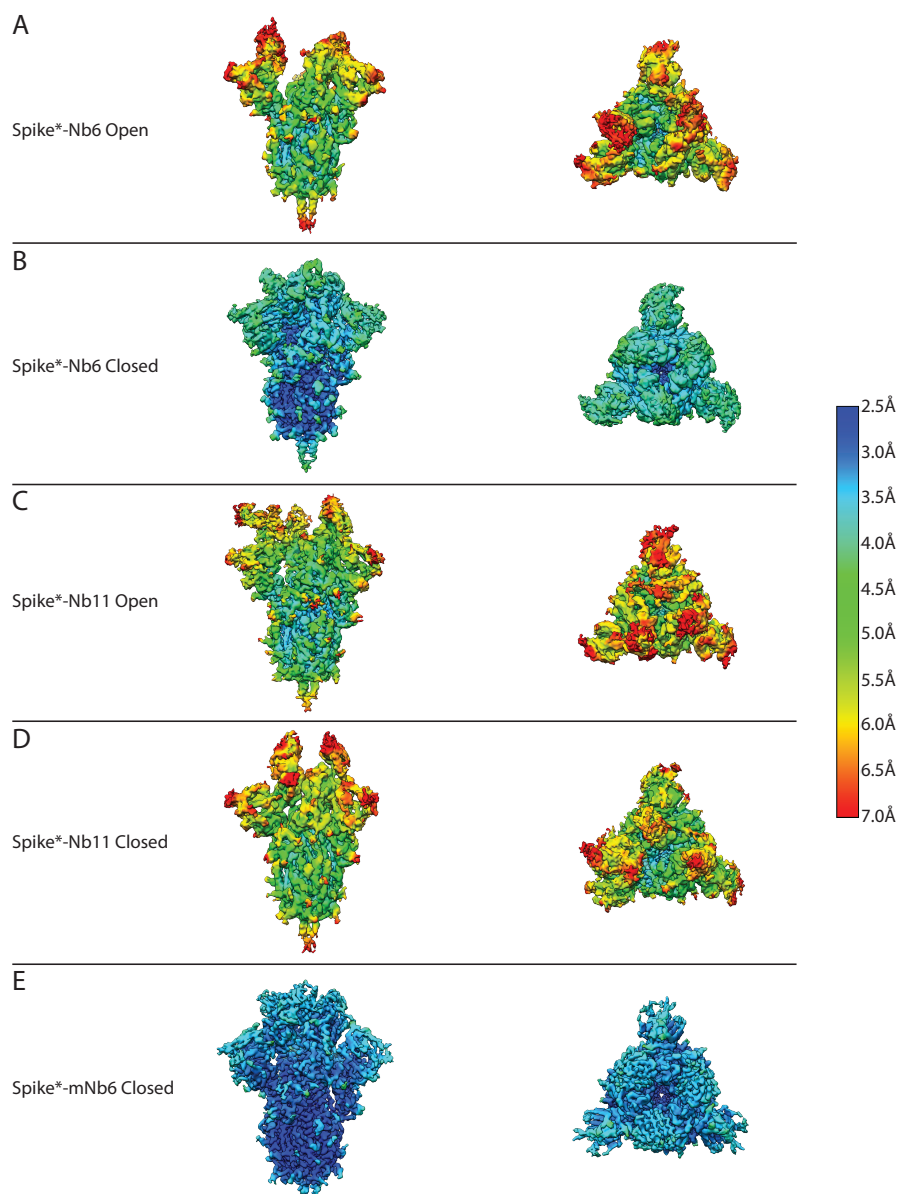 A
Spike*-Nb6 Open
B
Spike*-Nb6 Closed
C
Spike*-Nb11 Open
D
Spike*-Nb11 Closed
E
Spike*-mNb6 Closed
2.5Å
3.0Å
3.5Å
4.0Å
4.5Å
5.0Å
5.5Å
6.0Å
6.5Å
7.0Å